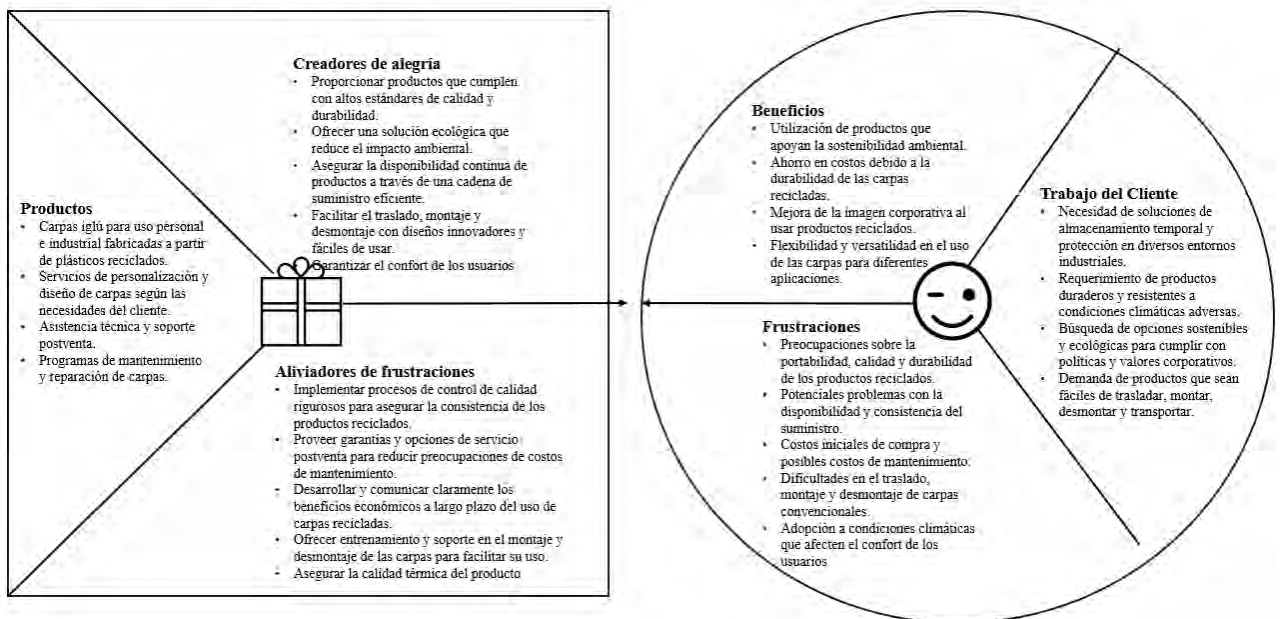 Creadores de alegría
• Proporcionar productos que cumplen
con altos estándares de calidad y
durabilidad.
• Ofrecer una solución ecológica que
reduce el impacto ambiental.
• Asegurar la disponibilidad continua de
productos a través de una cadena de
suministro eficiente.
• Facilitar el traslado, montaje y
desmontaje con diseños innovadores y
fáciles de usar.
• Garantizar el confort de los usuarios
Productos
• Carpas iglú para uso personal
e industrial fabricadas a partir
de plásticos reciclados.
• Servicios de personalización y
diseño de carpas según las
necesidades del cliente.
• Asistencia técnica y soporte
postventa.
• Programas de mantenimiento
y reparación de carpas.
Aliviadores de frustraciones
• Implementar procesos de control de calidad
rigurosos para asegurar la consistencia de los
productos reciclados.
• Proveer garantías y opciones de servicio
postventa para reducir preocupaciones de costos
de mantenimiento.
- Desarrollar y comunicar claramente los
beneficios económicos a largo plazo del uso de
carpas recicladas.
• Ofrecer entrenamiento y soporte en el montaje y
desmontaje de las carpas para facilitar su uso.
- Asegurar la calidad térmica del producto
Beneficios
• Utilización de productos que
apoyan la sostenibilidad ambiental.
• Ahorro en costos debido a la
durabilidad de las carpas
recicladas.
• Mejora de la imagen corporativa al
usar productos reciclados.
• Flexibilidad y versatilidad en el uso
de las carpas para diferentes
aplicaciones.
Trabajo del Cliente
• Necesidad de soluciones de
almacenamiento temporal y
protección en diversos entornos
industriales.
• Requerimiento de productos
duraderos y resistentes a
condiciones climáticas adversas.
• Búsqueda de opciones sostenibles
y ecológicas para cumplir con
políticas y valores corporativos.
• Demanda de productos que sean
fáciles de trasladar, montar,
desmontar y transportar.
Frustraciones
• Preocupaciones sobre la
portabilidad, calidad y durabilidad
de los productos reciclados.
• Potenciales problemas con la
disponibilidad y consistencia del
suministro.
• Costos iniciales de compra y
posibles costos de mantenimiento.
• Dificultades en el traslado,
montaje y desmontaje de carpas
convencionales.
• Adopción a condiciones climáticas
que afecten el confort de los
usuarios